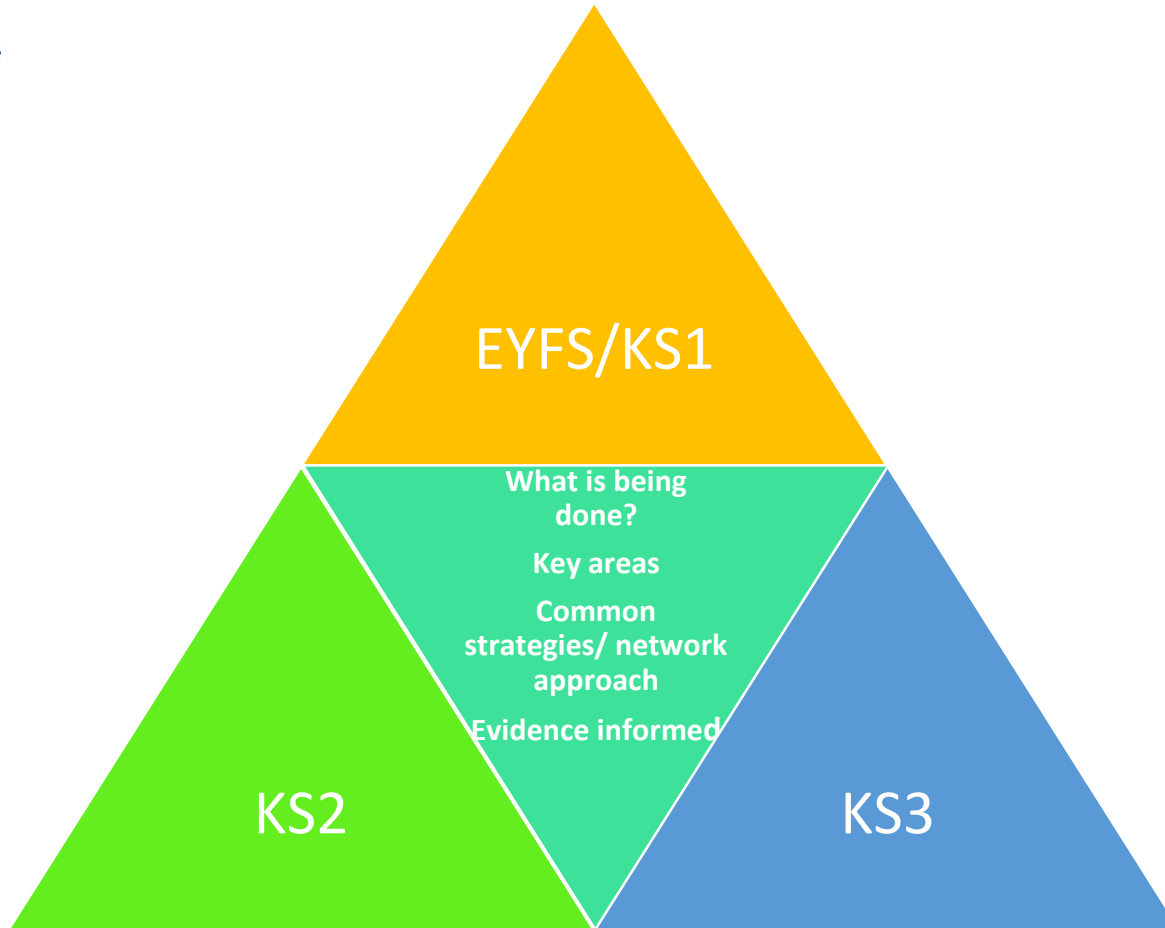 EYFS/KS1
What is being
done?
Key areas
Common
strategies/ network
approach
Evidence informed
KS2
KS3